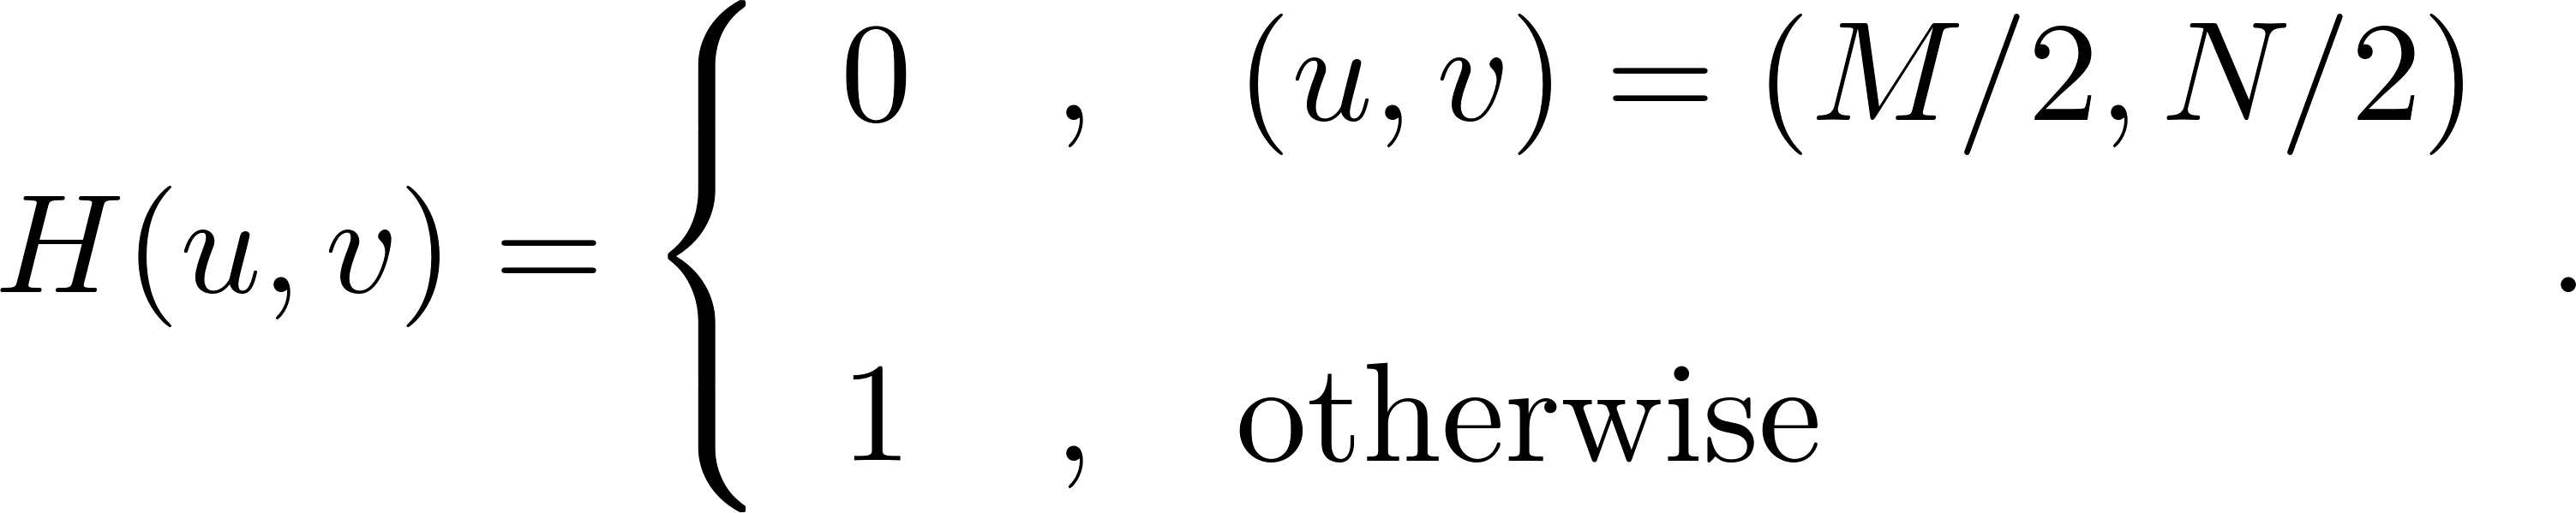 H(u, v) = { 0 , (u, v) = (M/2, N/2)
1 , otherwise .